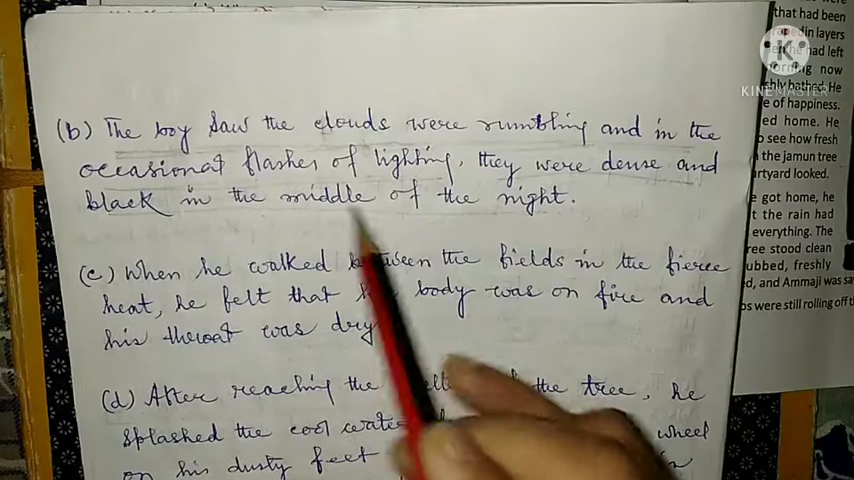 (b) The boy saw the clouds were rumbling and in the
occasional flashes of lighting, they were dense and
black in the middle of the night.
(c) When he walked between the fields in the fierce
heat, he felt that his body was on fire and
his throat was dry
(d) After reaching the the tree, he
splashed the cool water wheel
on his dusty feet
that had been
in layers
he had left
now
bathed. He
e of happiness.
ed home. He
see how fresh
the jamun tree
rtyard looked.
got home, he
t the rain had
everything. The
ree stood clean
ubbed, freshly
d, and Ammaji was
os were still rolling off
K
KINEMASTER